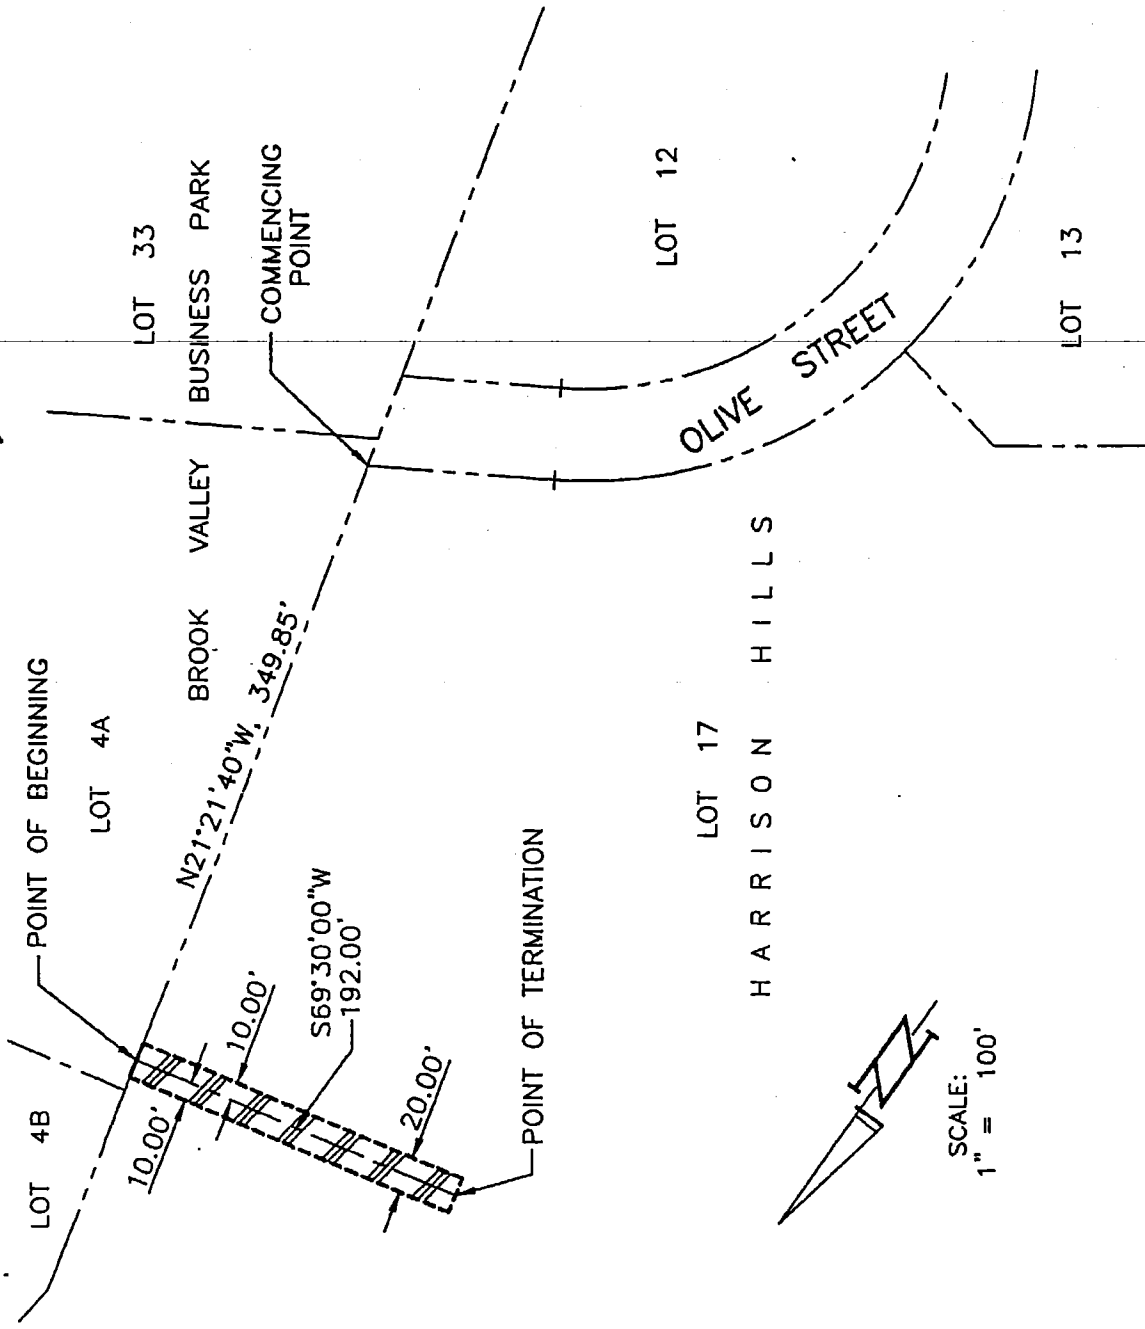 POINT OF BEGINNING
LOT 4B
LOT 4A
LOT 33
BROOK VALLEY BUSINESS PARK
COMMENCING
POINT
N21°21'40"W, 349.85'
10.00'
10.00'
S69°30'00"W
192.00'
20.00'
POINT OF TERMINATION
OLIVE STREET
LOT 12
LOT 13
LOT 17
HARRISON HILLS
N
SCALE:
1" = 100'